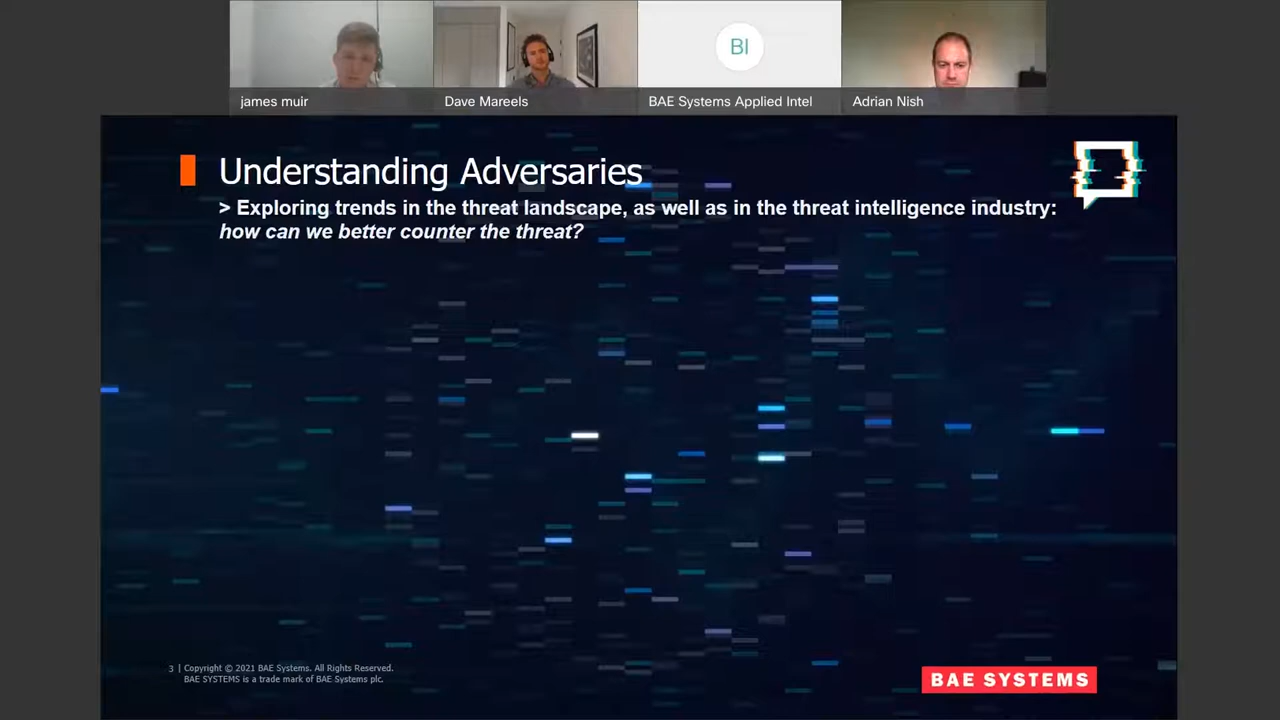 james muir
Dave Mareels
BI
BAE Systems Applied Intel
Adrian Nish
Understanding Adversaries
> Exploring trends in the threat landscape, as well as in the threat intelligence industry:
how can we better counter the threat?
3 | Copyright © 2021 BAE Systems. All Rights Reserved.
BAE SYSTEMS is a trade mark of BAE Systems plc.
BAE SYSTEMS